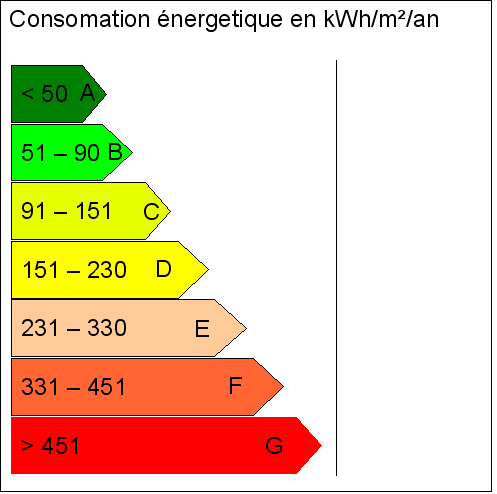 Consomation énergetique en kWh/m²/an
< 50 A
51 – 90 B
91 – 151 C
151 – 230 D
231 – 330 E
331 – 451 F
> 451 G